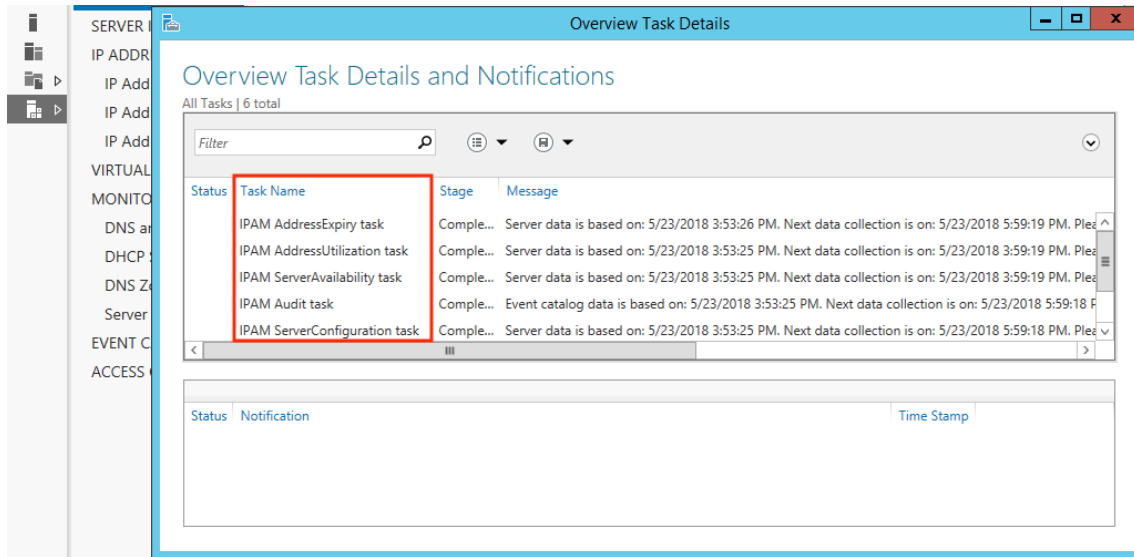 Overview Task Details
SERVER I
IP ADDRI
IP Add
IP Add
IP Add
VIRTUAL
MONITO
DNS ar
DHCP S
DNS Zo
Server
EVENT C
ACCESS
Overview Task Details and Notifications
All Tasks | 6 total
Filter
Status Task Name Stage Message
IPAM AddressExpiry task Comple... Server data is based on: 5/23/2018 3:53:26 PM. Next data collection is on: 5/23/2018 5:59:19 PM. Plea
IPAM AddressUtilization task Comple... Server data is based on: 5/23/2018 3:53:25 PM. Next data collection is on: 5/23/2018 3:59:19 PM. Plea
IPAM ServerAvailability task Comple... Server data is based on: 5/23/2018 3:53:25 PM. Next data collection is on: 5/23/2018 3:59:19 PM. Plea
IPAM Audit task Comple... Event catalog data is based on: 5/23/2018 3:53:25 PM. Next data collection is on: 5/23/2018 5:59:18 P
IPAM ServerConfiguration task Comple... Server data is based on: 5/23/2018 3:53:25 PM. Next data collection is on: 5/23/2018 5:59:18 PM. Plea
Status Notification Time Stamp